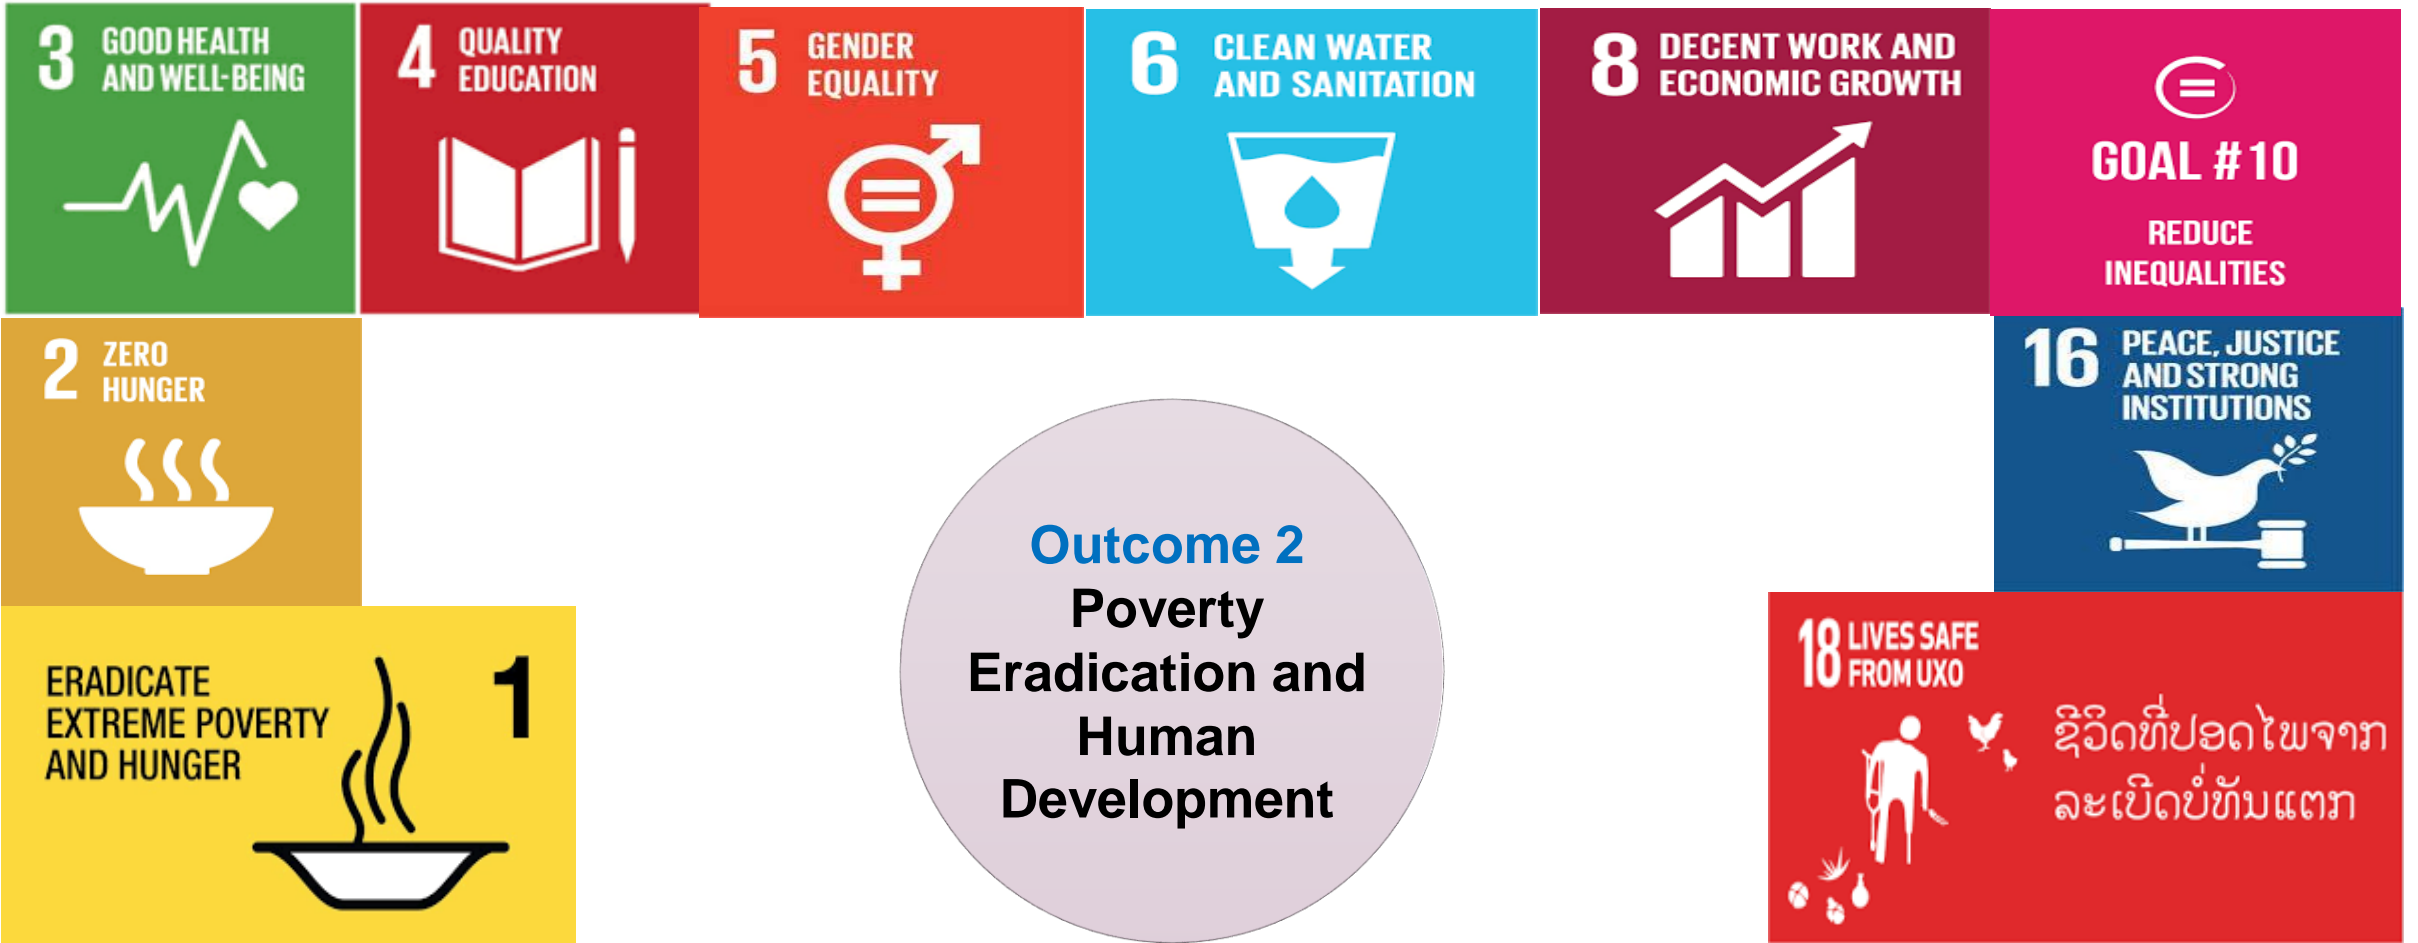 3 GOOD HEALTH
AND WELL-BEING
4 QUALITY
EDUCATION
5 GENDER
EQUALITY
6 CLEAN WATER
AND SANITATION
8 DECENT WORK AND
ECONOMIC GROWTH
GOAL #10
REDUCE
INEQUALITIES
2 ZERO
HUNGER
16 PEACE, JUSTICE
AND STRONG
INSTITUTIONS
Outcome 2
Poverty
Eradication and
Human
Development
1
ERADICATE
EXTREME POVERTY
AND HUNGER
18 LIVES SAFE
FROM UXO
ຊີວິດທີ່ປອດໄພຈາກ
ລະເບີດບໍ່ທັນແຕກ